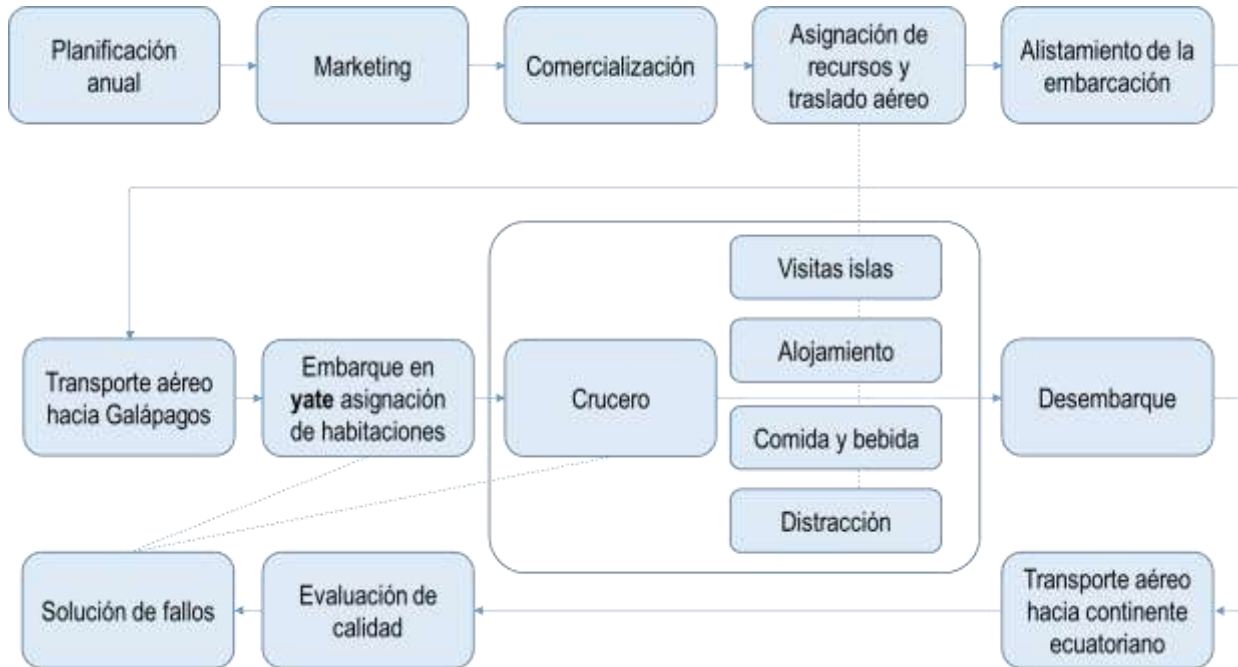 Planificación
anual
Marketing
Comercialización
Asignación de
recursos y
traslado aéreo
Alistamiento de la
embarcación
Transporte aéreo
hacia Galápagos
Embarque en
yate asignación
de habitaciones
Crucero
Visitas islas
Alojamiento
Comida y bebida
Distracción
Desembarque
Solución de fallos
Evaluación de
calidad
Transporte aéreo
hacia continente
ecuatoriano